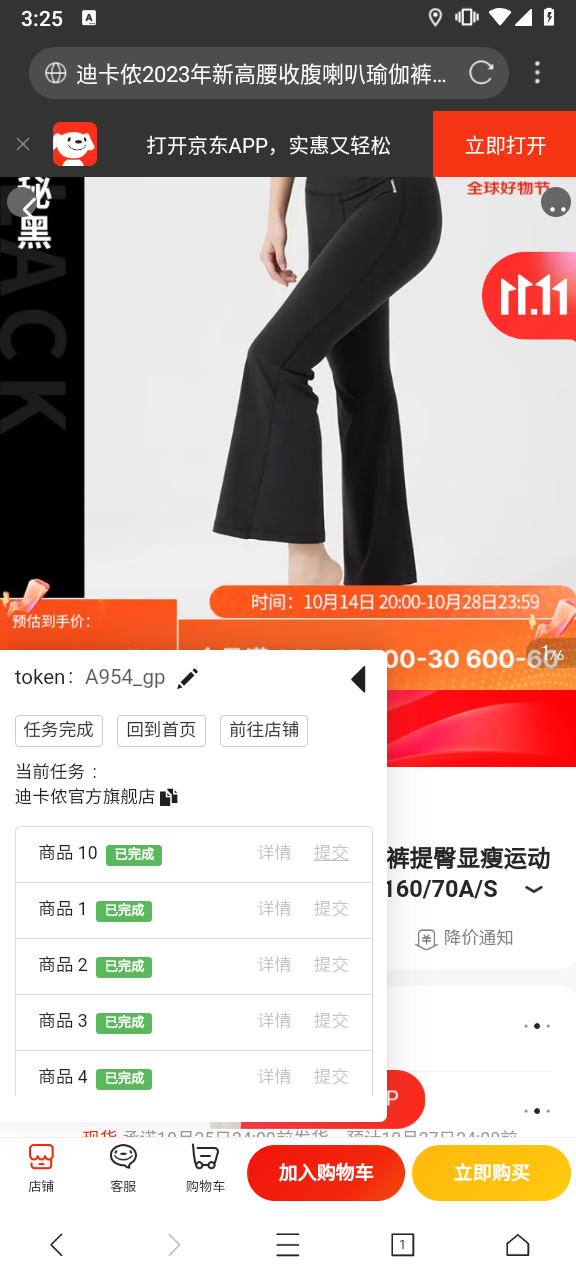 3:25
A
迪卡侬2023年新高腰收腹喇叭瑜伽裤...
打开京东APP，实惠又轻松
立即打开
秘
黑
LACK
全球好物节
11.11
时间：10月14日 20:00-10月28日23:59
预估到手价：
00-30 600-60
1/6
token：A954_gp
任务完成
回到首页
前往店铺
当前任务：
迪卡侬官方旗舰店
商品 10 已完成 详情 提交
商品 1 已完成 详情 提交
商品 2 已完成 详情 提交
商品 3 已完成 详情 提交
商品 4 已完成 详情 提交
裤提臀显瘦运动
160/70A/S
降价通知
P
店铺
客服
购物车
加入购物车
立即购买
1